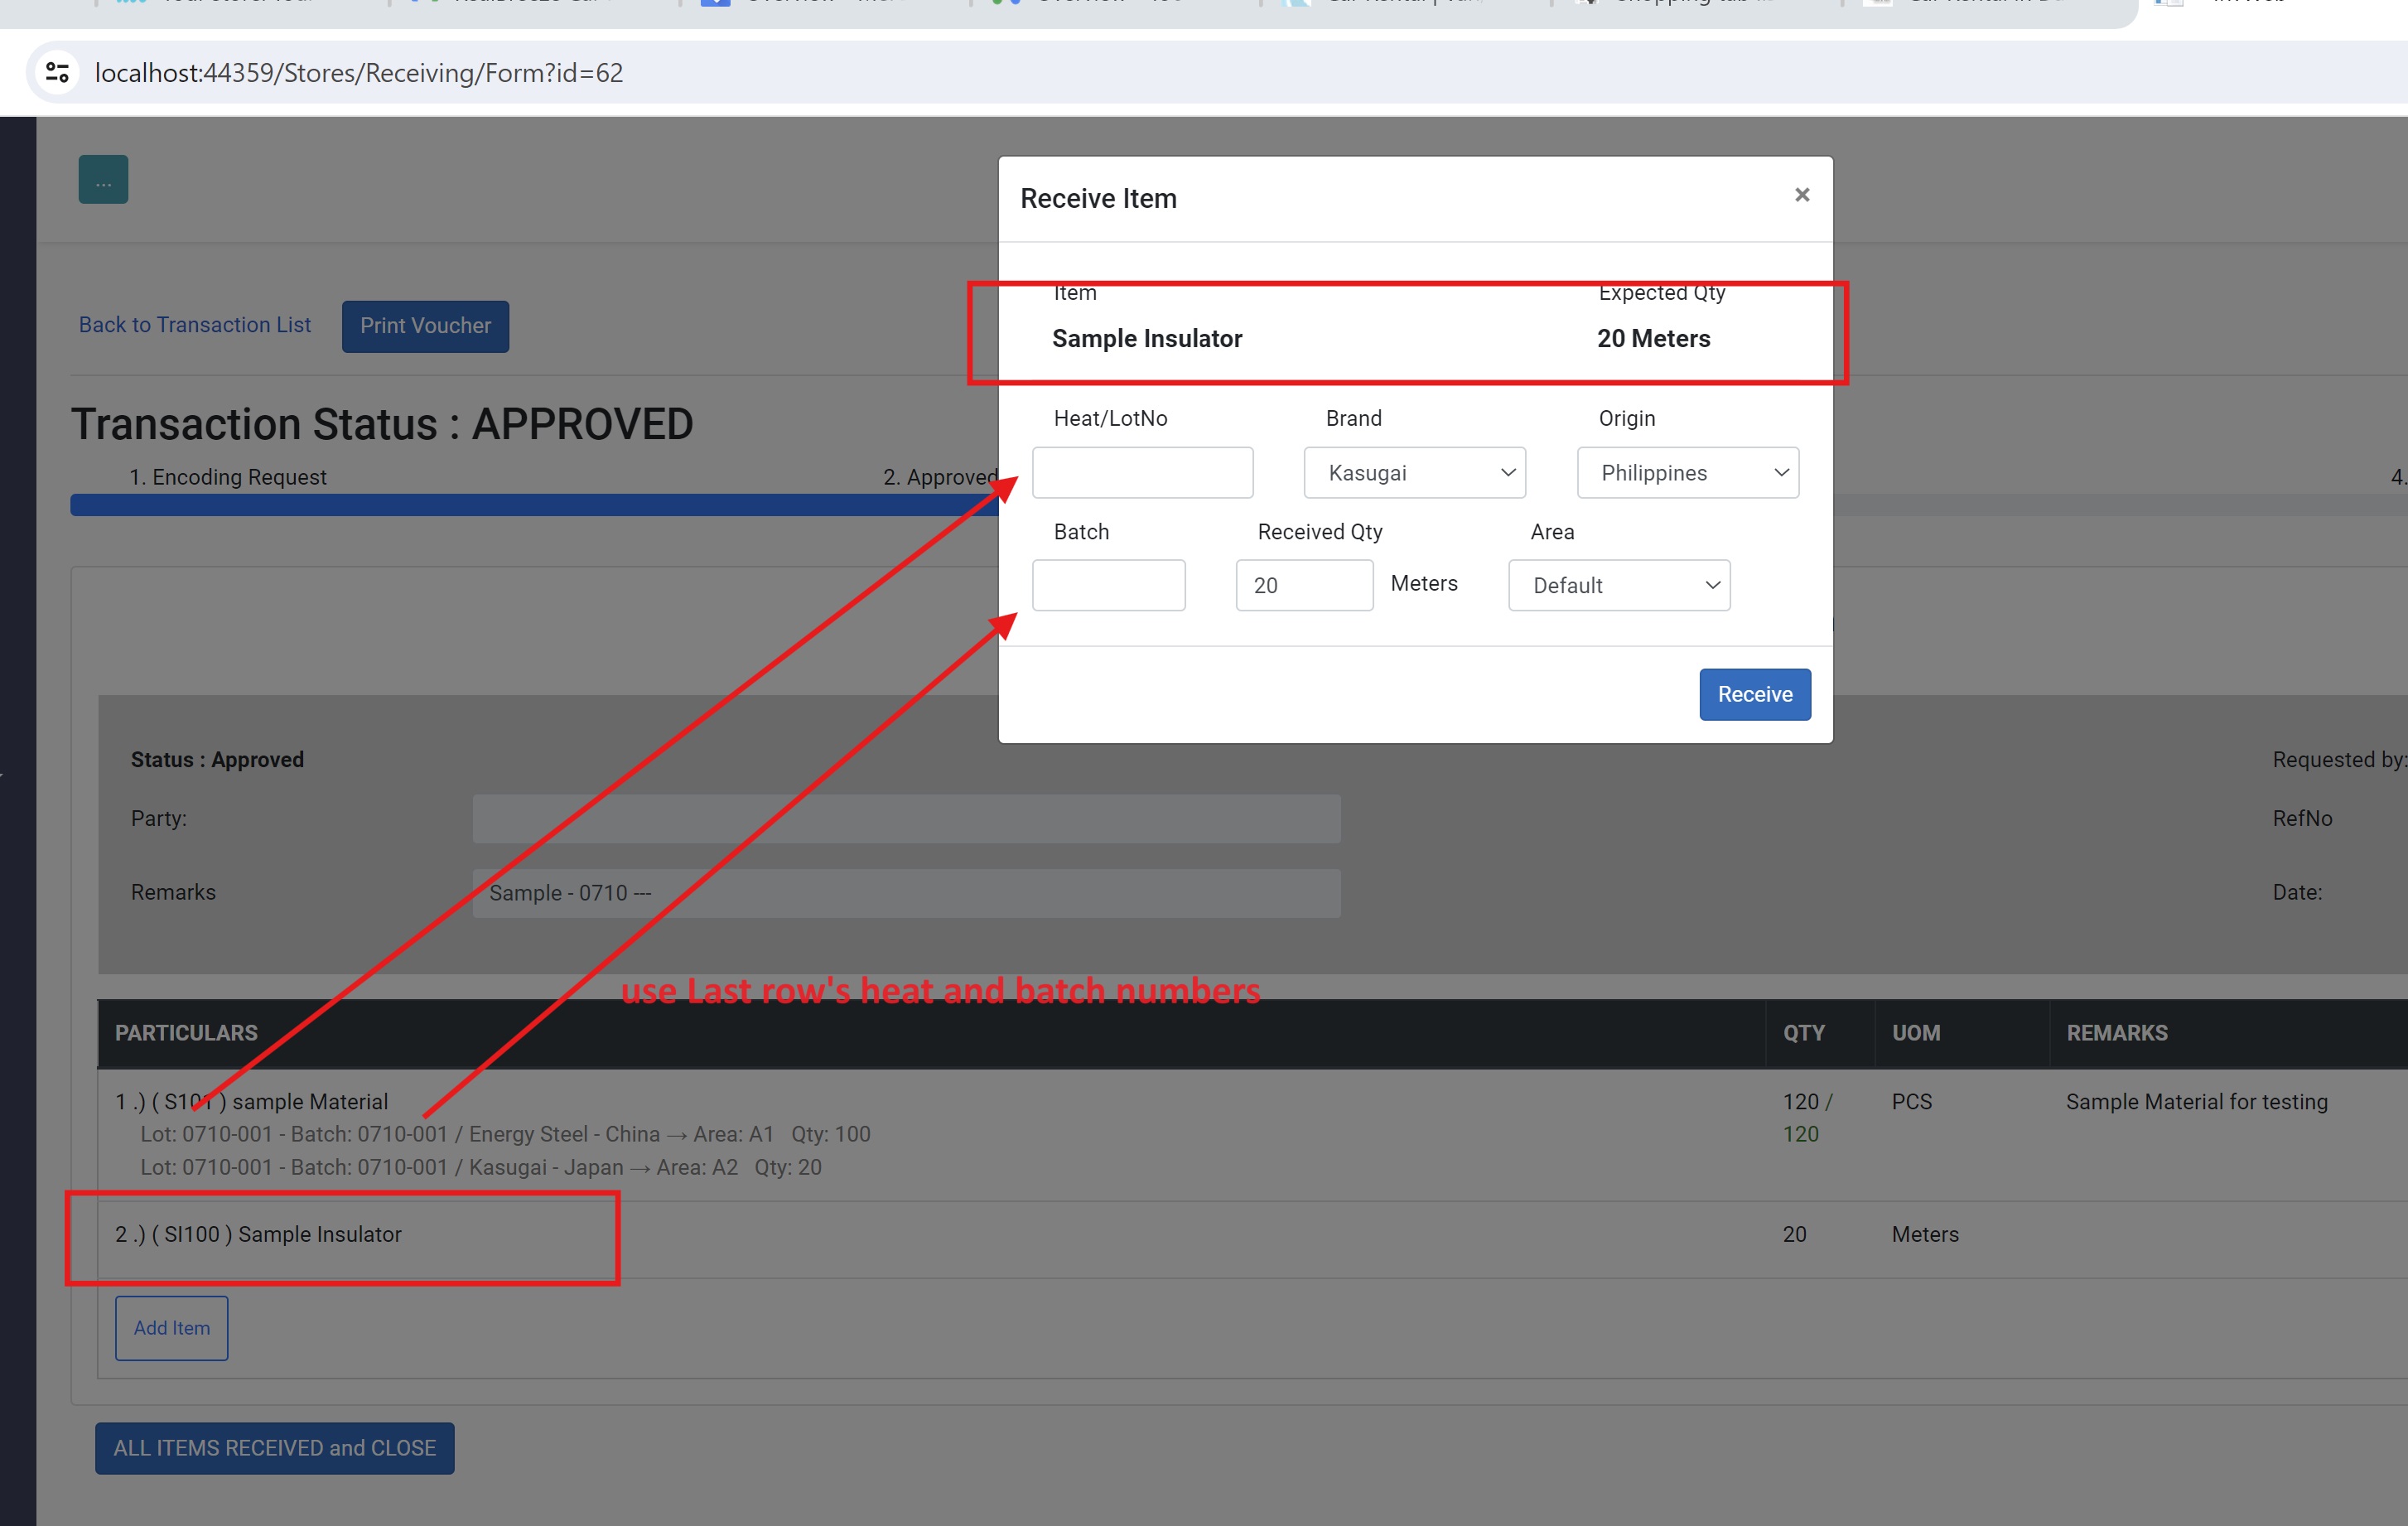 localhost:44359/Stores/Receiving/Form?id=62
...
Receive Item
×
Item Expected Qty
Sample Insulator 20 Meters
Back to Transaction List Print Voucher
Transaction Status : APPROVED
Heat/LotNo Brand Origin
Kasugai Philippines
1. Encoding Request 2. Approved 4.
Batch Received Qty Area
20 Meters Default
Receive
Status : Approved Requested by:
Party: RefNo
Remarks Sample - 0710 --- Date:
use Last row's heat and batch numbers
PARTICULARS QTY UOM REMARKS
1 .) ( S101 ) sample Material 120 / PCS Sample Material for testing
Lot: 0710-001 - Batch: 0710-001 / Energy Steel - China → Area: A1 Qty: 100 120
Lot: 0710-001 - Batch: 0710-001 / Kasugai - Japan → Area: A2 Qty: 20
2 .) ( SI100 ) Sample Insulator 20 Meters
Add Item
ALL ITEMS RECEIVED and CLOSE